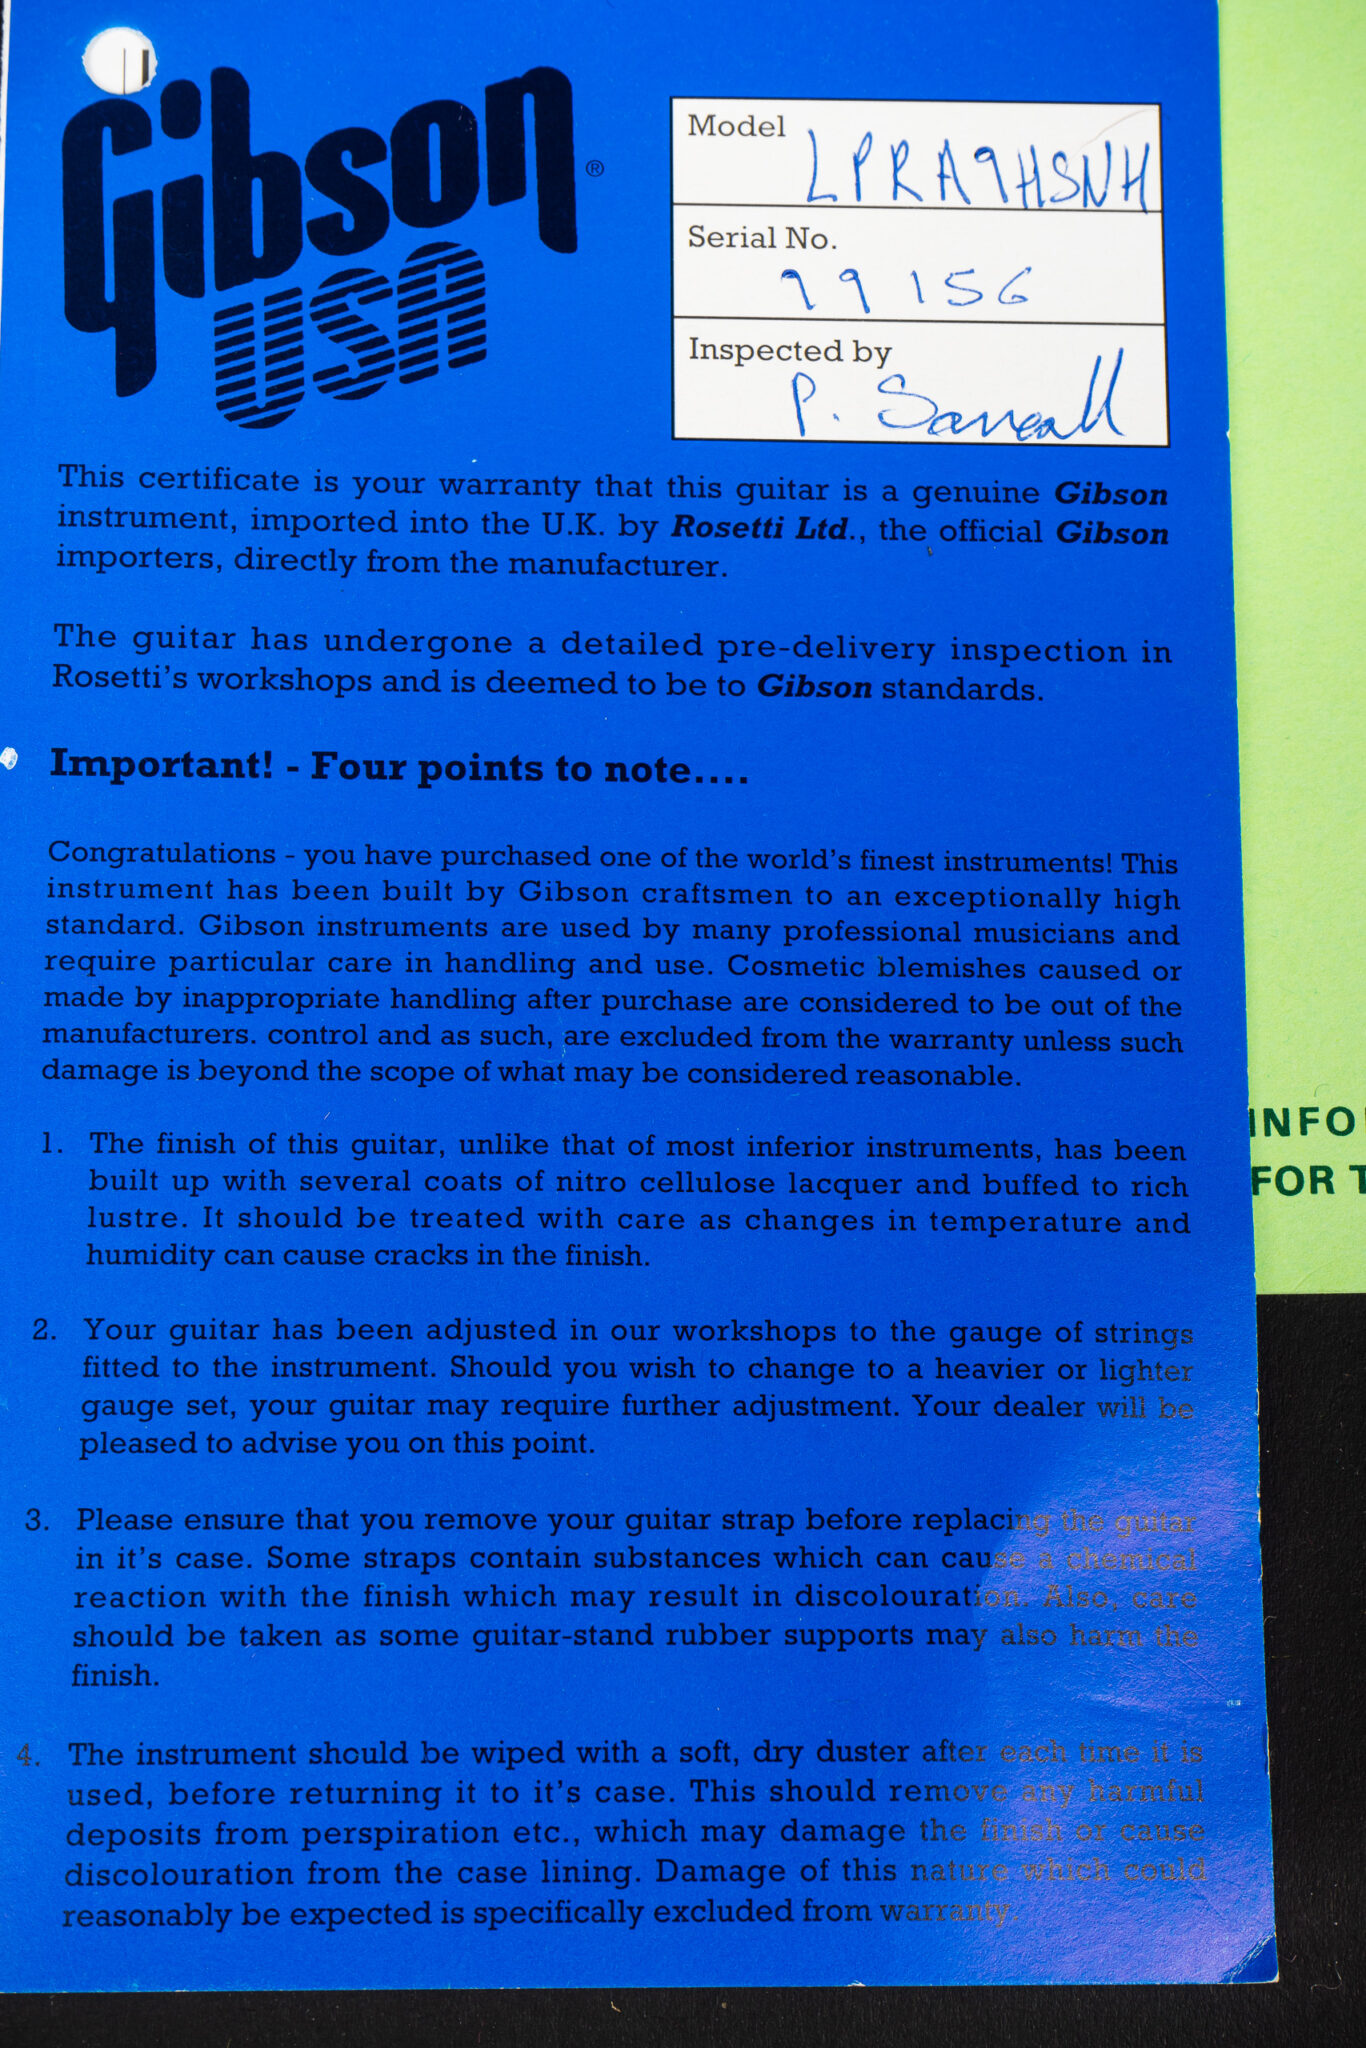 Gibson ®
USA
Model LPRA9HSNH
Serial No. 99156
Inspected by
P.
This certificate is your warranty that this guitar is a genuine Gibson
instrument, imported into the U.K. by Rosetti Ltd., the official Gibson
importers, directly from the manufacturer.
The guitar has undergone a detailed pre-delivery inspection in
Rosetti's workshops and is deemed to be to Gibson standards.
Important! - Four points to note....
Congratulations - you have purchased one of the world's finest instruments! This
instrument has been built by Gibson craftsmen to an exceptionally high
standard. Gibson instruments are used by many professional musicians and
require particular care in handling and use. Cosmetic blemishes caused or
made by inappropriate handling after purchase are considered to be out of the
manufacturers. control and as such, are excluded from the warranty unless such
damage is beyond the scope of what may be considered reasonable.
1. The finish of this guitar, unlike that of most inferior instruments, has been
built up with several coats of nitro cellulose lacquer and buffed to rich
lustre. It should be treated with care as changes in temperature and
humidity can cause cracks in the finish.
2. Your guitar has been adjusted in our workshops to the gauge of strings
fitted to the instrument. Should you wish to change to a heavier or lighter
gauge set, your guitar may require further adjustment. Your dealer will be
pleased to advise you on this point.
3. Please ensure that you remove your guitar strap before replacing the guitar
in it's case. Some straps contain substances which can cause a chemical
reaction with the finish which may result in discolouration. Also, care
should be taken as some guitar-stand rubber supports may also harm the
finish.
4. The instrument should be wiped with a soft, dry duster after each time it is
used, before returning it to it's case. This should remove any harmful
deposits from perspiration etc., which may damage the finish or cause
discolouration from the case lining. Damage of this nature which could
reasonably be expected is specifically excluded from warranty.
INFO
FOR T